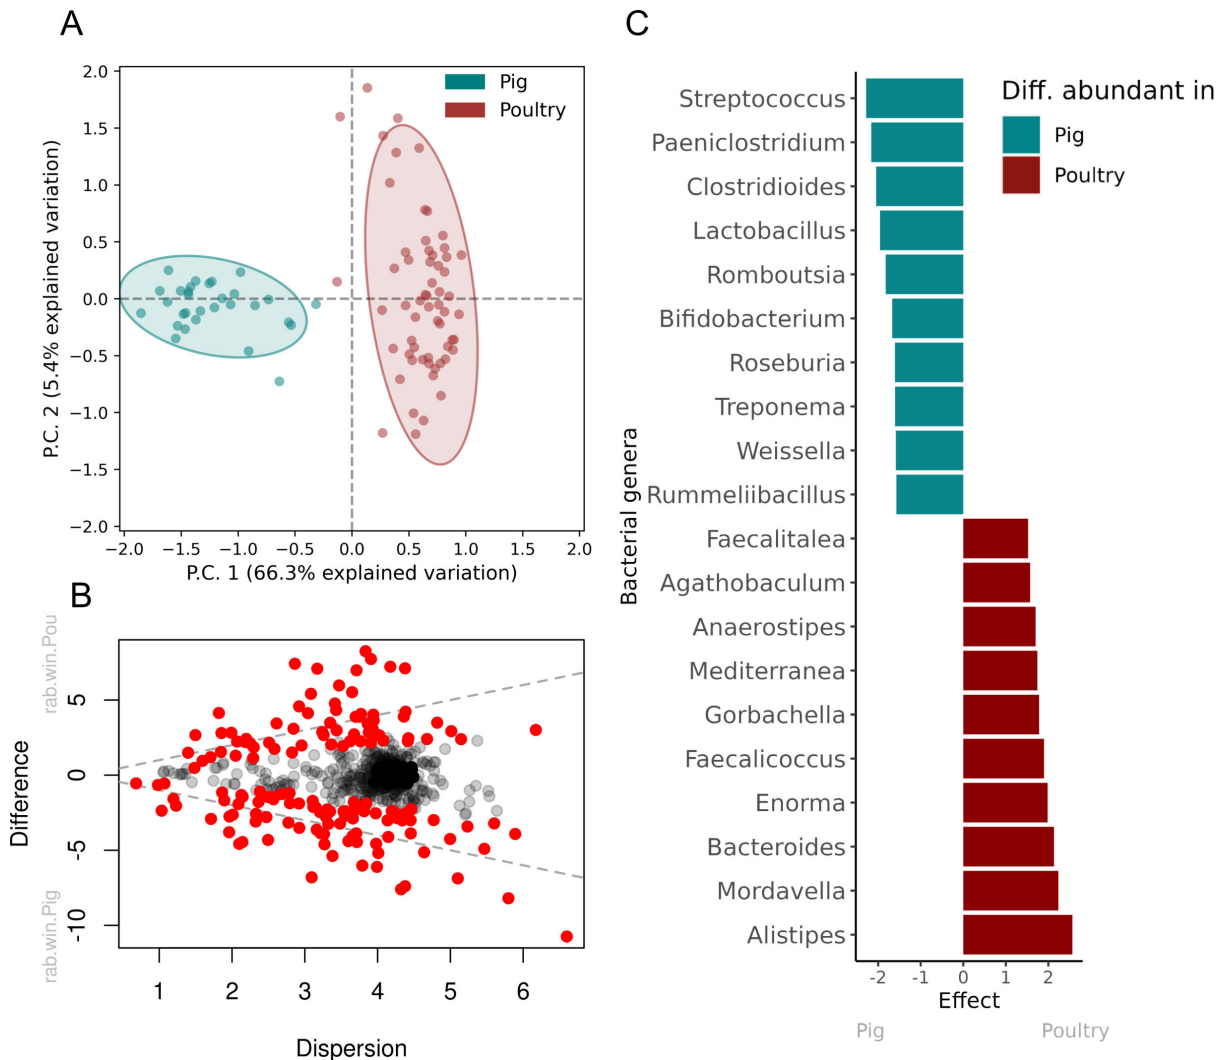 A
P.C. 2 (5.4% explained variation)
2.0
1.5
1.0
0.5
0.0
−0.5
−1.0
−1.5
−2.0
Pig
Poultry
−2.0 −1.5 −1.0 −0.5 0.0 0.5 1.0 1.5 2.0
P.C. 1 (66.3% explained variation)
B
rab.win.Pou
rab.win.Pig
Difference
5
0
-5
-10
1 2 3 4 5 6
Dispersion
C
Bacterial genera
Streptococcus
Paeniclostridium
Clostridioides
Lactobacillus
Romboutsia
Bifidobacterium
Roseburia
Treponema
Weissella
Rummeliibacillus
Faecalitalea
Agathobaculum
Anaerostipes
Mediterranea
Gorbachella
Faecalicoccus
Enorma
Bacteroides
Mordavella
Alistipes
Diff. abundant in
Pig
Poultry
-2 -1 0 1 2
Effect
Pig Poultry